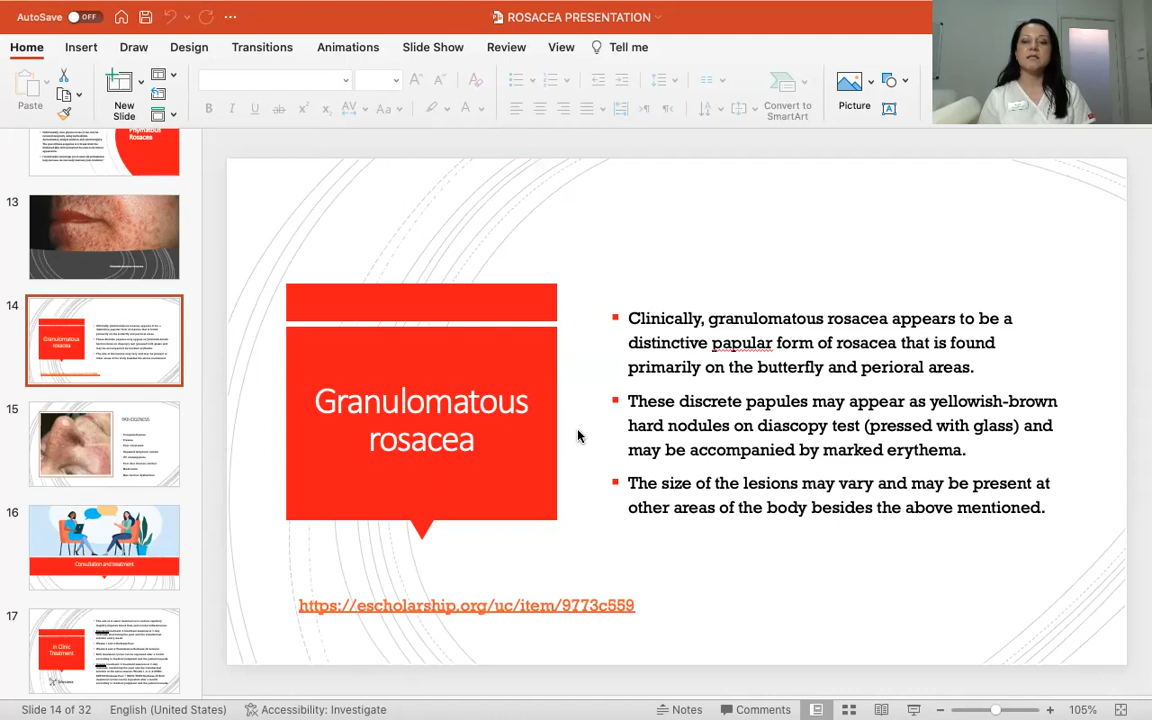 AutoSave OFF
ROSACEA PRESENTATION
Home Insert Draw Design Transitions Animations Slide Show Review View Tell me
Paste
New
Slide
Convert to
SmartArt
Picture
Phymatous
Rosacea
13
14
Granulomatous
rosacea
15
16
Consultation and treatment
17
In Clinic
Treatment
Granulomatous
rosacea
Clinically, granulomatous rosacea appears to be a
distinctive papular form of rosacea that is found
primarily on the butterfly and perioral areas.
These discrete papules may appear as yellowish-brown
hard nodules on diascopy test (pressed with glass) and
may be accompanied by marked erythema.
The size of the lesions may vary and may be present at
other areas of the body besides the above mentioned.
https://escholarship.org/uc/item/9773c559
Slide 14 of 32 English (United States) Accessibility: Investigate Notes Comments 105%